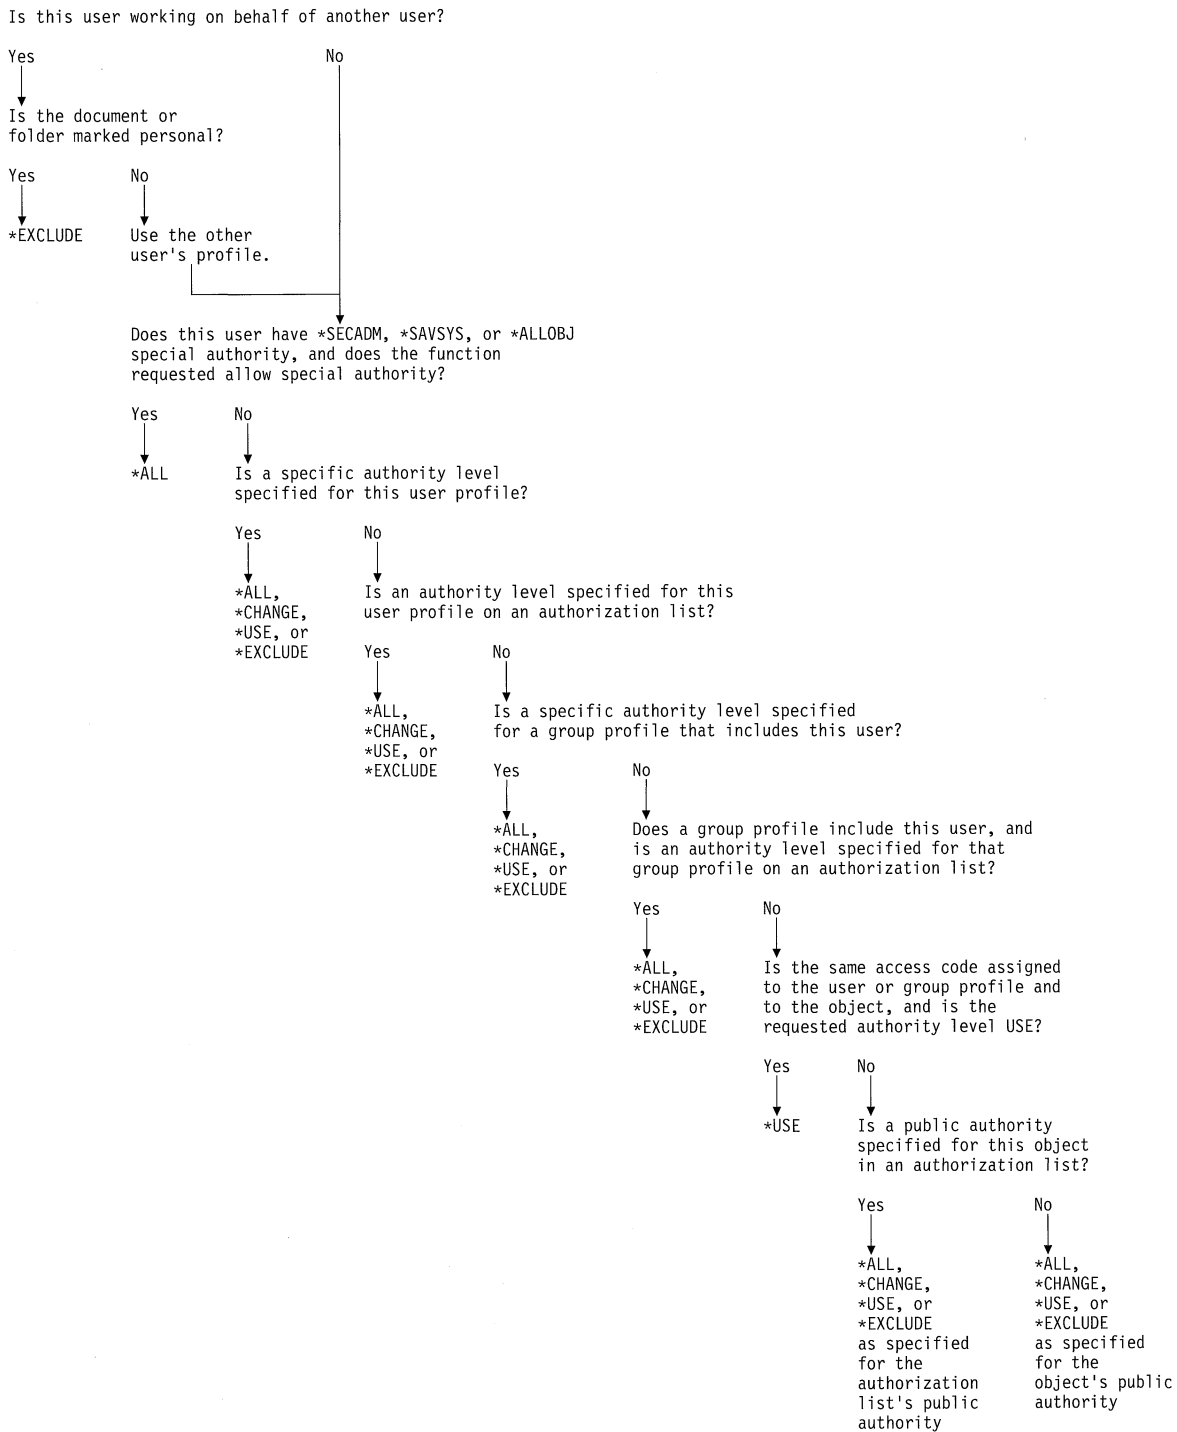 Is this user working on behalf of another user?
Yes No
Is the document or
folder marked personal?
Yes No
*EXCLUDE Use the other
user's profile.
Does this user have *SECADM, *SAVSYS, or *ALLOBJ
special authority, and does the function
requested allow special authority?
Yes No
*ALL Is a specific authority level
specified for this user profile?
Yes No
*ALL, Is an authority level specified for this
*CHANGE, user profile on an authorization list?
*USE, or
*EXCLUDE Yes No
*ALL, Is a specific authority level specified
*CHANGE, for a group profile that includes this user?
*USE, or
*EXCLUDE Yes No
*ALL, Does a group profile include this user, and
*CHANGE, is an authority level specified for that
*USE, or group profile on an authorization list?
*EXCLUDE
Yes No
*ALL, Is the same access code assigned
*CHANGE, to the user or group profile and
*USE, or to the object, and is the
*EXCLUDE requested authority level USE?
Yes No
*USE Is a public authority
specified for this object
in an authorization list?
Yes No
*ALL, *ALL,
*CHANGE, *CHANGE,
*USE, or *USE, or
*EXCLUDE *EXCLUDE
as specified as specified
for the for the
authorization object's public
list's public authority
authority